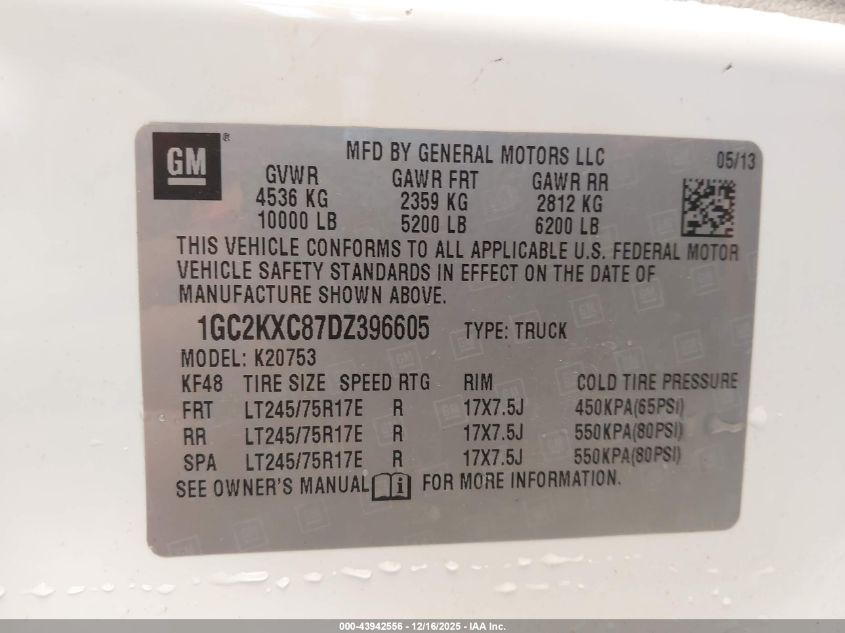 GM®
MFD BY GENERAL MOTORS LLC 05/13
GVWR GAWR FRT GAWR RR
4536 KG 2359 KG 2812 KG
10000 LB 5200 LB 6200 LB
THIS VEHICLE CONFORMS TO ALL APPLICABLE U.S. FEDERAL MOTOR
VEHICLE SAFETY STANDARDS IN EFFECT ON THE DATE OF
MANUFACTURE SHOWN ABOVE.
1GC2KXC87DZ396605 TYPE: TRUCK
MODEL: K20753
KF48 TIRE SIZE SPEED RTG RIM COLD TIRE PRESSURE
FRT LT245/75R17E R 17X7.5J 450KPA(65PSI)
RR LT245/75R17E R 17X7.5J 550KPA(80PSI)
SPA LT245/75R17E R 17X7.5J 550KPA(80PSI)
SEE OWNER'S MANUAL i FOR MORE INFORMATION.
000-43942556 - 12/16/2025 - IAA Inc.